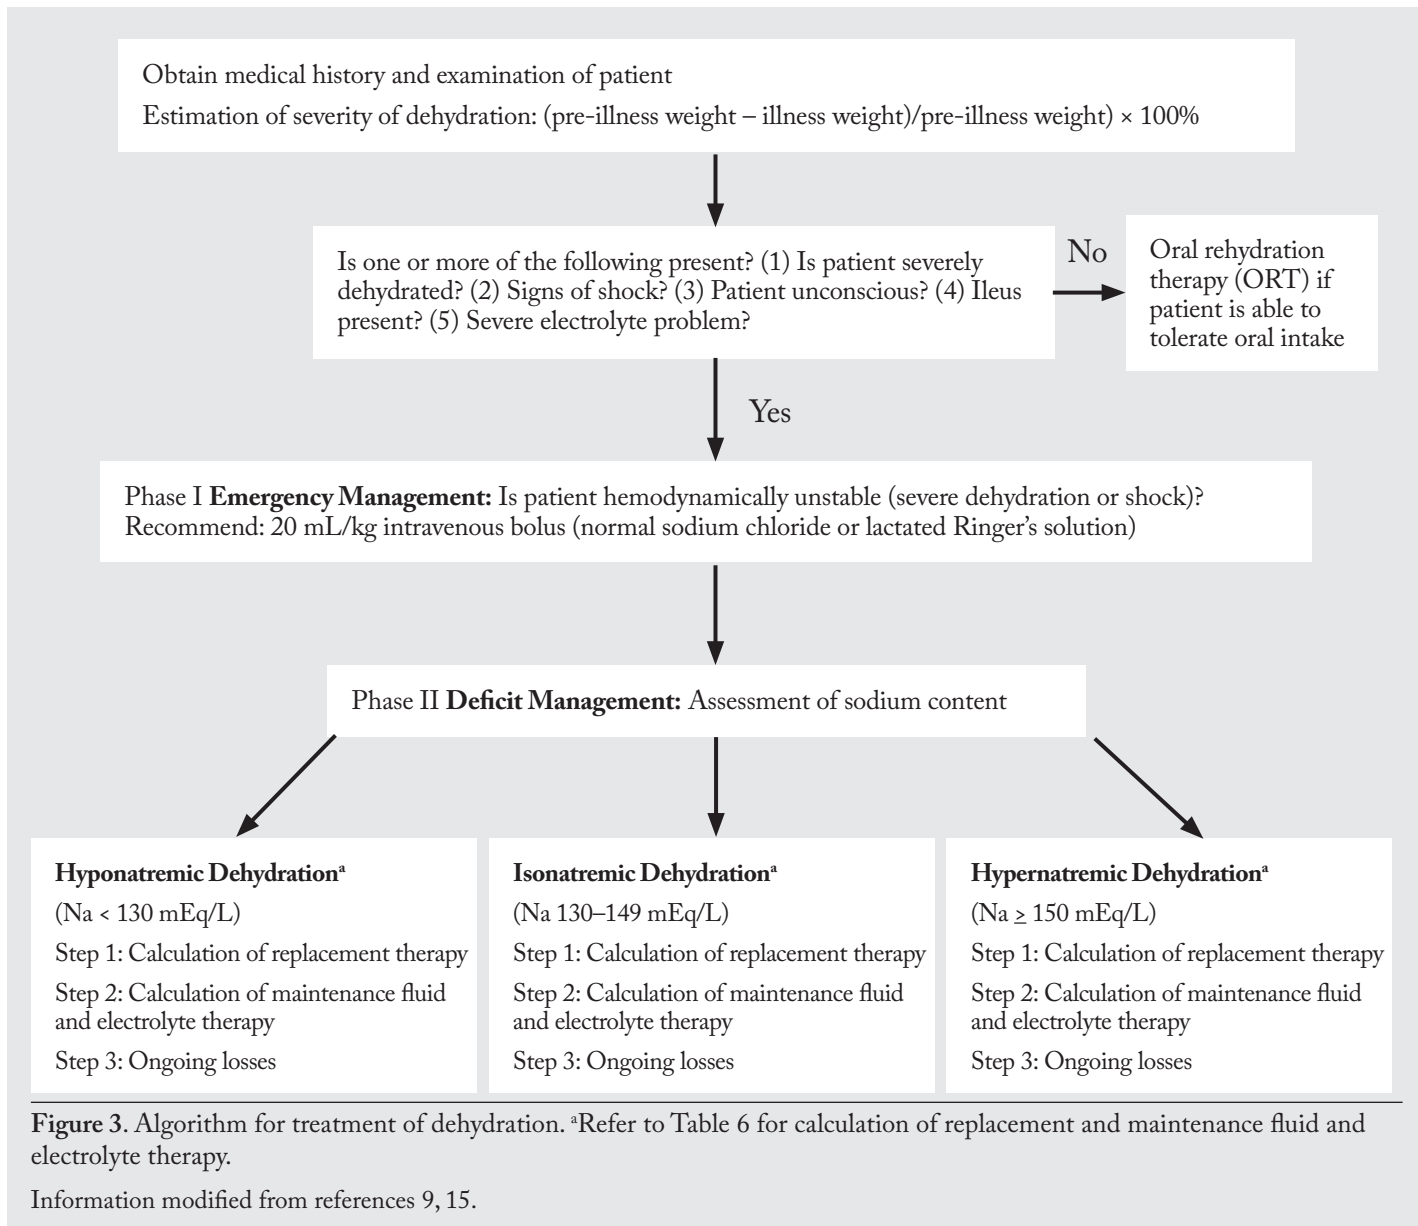 Obtain medical history and examination of patient
Estimation of severity of dehydration: (pre-illness weight – illness weight)/pre-illness weight) × 100%
Is one or more of the following present? (1) Is patient severely
dehydrated? (2) Signs of shock? (3) Patient unconscious? (4) Ileus
present? (5) Severe electrolyte problem?
No
Oral rehydration
therapy (ORT) if
patient is able to
tolerate oral intake
Yes
Phase I Emergency Management: Is patient hemodynamically unstable (severe dehydration or shock)?
Recommend: 20 mL/kg intravenous bolus (normal sodium chloride or lactated Ringer's solution)
Phase II Deficit Management: Assessment of sodium content
Hyponatremic Dehydrationᵃ
(Na < 130 mEq/L)
Step 1: Calculation of replacement therapy
Step 2: Calculation of maintenance fluid
and electrolyte therapy
Step 3: Ongoing losses
Isonatremic Dehydrationᵃ
(Na 130–149 mEq/L)
Step 1: Calculation of replacement therapy
Step 2: Calculation of maintenance fluid
and electrolyte therapy
Step 3: Ongoing losses
Hypernatremic Dehydrationᵃ
(Na ≥ 150 mEq/L)
Step 1: Calculation of replacement therapy
Step 2: Calculation of maintenance fluid
and electrolyte therapy
Step 3: Ongoing losses
Figure 3. Algorithm for treatment of dehydration. ᵃRefer to Table 6 for calculation of replacement and maintenance fluid and
electrolyte therapy.
Information modified from references 9, 15.